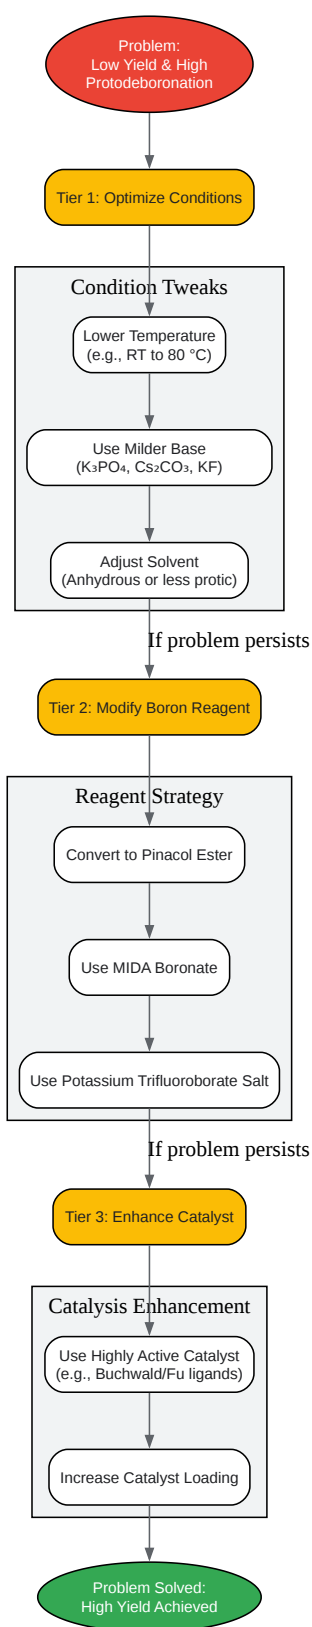 Problem:
Low Yield & High
Protodeboronation
Tier 1: Optimize Conditions
Condition Tweaks
Lower Temperature
(e.g., RT to 80 °C)
Use Milder Base
(K₃PO₄, Cs₂CO₃, KF)
Adjust Solvent
(Anhydrous or less protic)
If problem persists
Tier 2: Modify Boron Reagent
Reagent Strategy
Convert to Pinacol Ester
Use MIDA Boronate
Use Potassium Trifluoroborate Salt
If problem persists
Tier 3: Enhance Catalyst
Catalysis Enhancement
Use Highly Active Catalyst
(e.g., Buchwald/Fu ligands)
Increase Catalyst Loading
Problem Solved:
High Yield Achieved